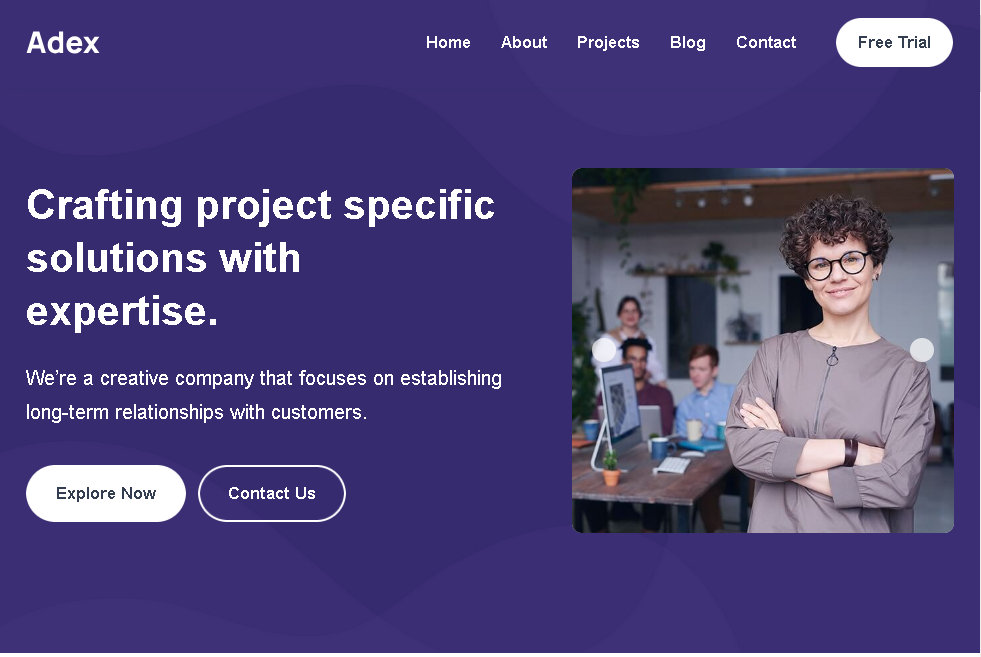 Adex
Home About Projects Blog Contact Free Trial
Crafting project specific
solutions with
expertise.
We’re a creative company that focuses on establishing
long-term relationships with customers.
Explore Now Contact Us